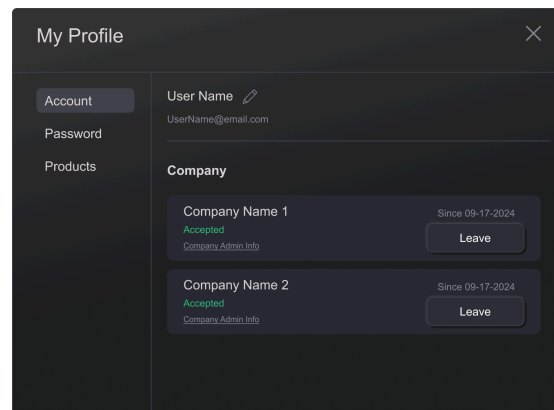 My Profile
Account
Password
Products
User Name
UserName@email.com
Company
Company Name 1
Accepted
Company Admin Info
Since 09-17-2024
Leave
Company Name 2
Accepted
Company Admin Info
Since 09-17-2024
Leave